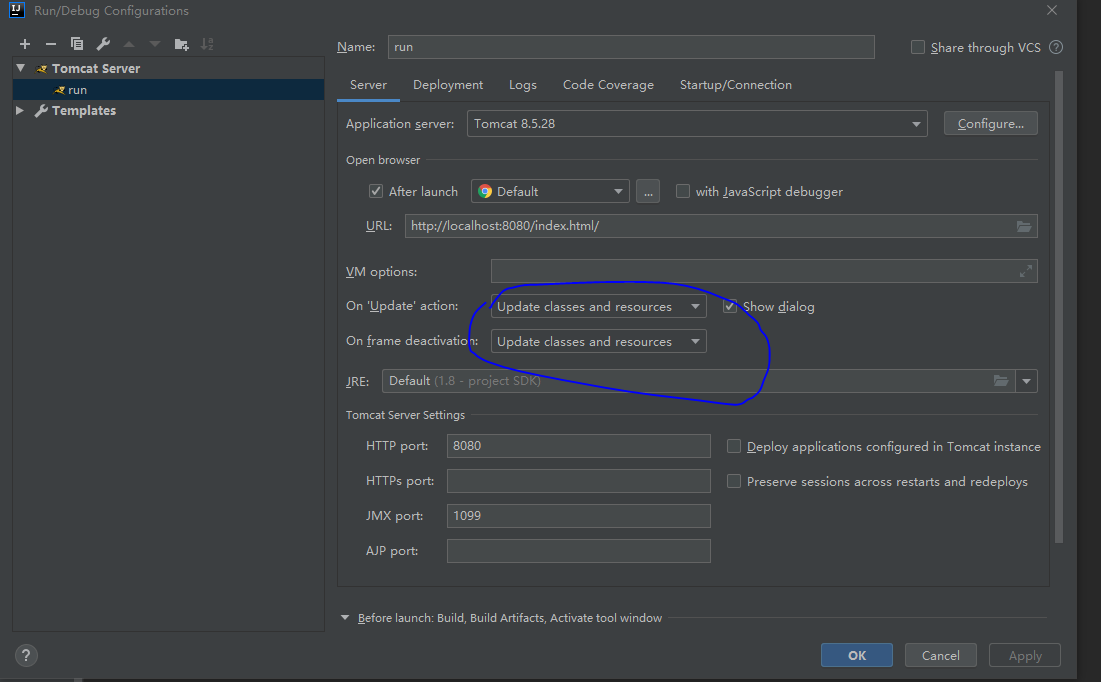 IJ Run/Debug Configurations
Tomcat Server
run
Templates
Name: run Share through VCS ?
Server Deployment Logs Code Coverage Startup/Connection
Application server: Tomcat 8.5.28 Configure...
Open browser
After launch Default ... with JavaScript debugger
URL: http://localhost:8080/index.html/
VM options:
On 'Update' action: Update classes and resources Show dialog
On frame deactivation: Update classes and resources
JRE: Default (1.8 - project SDK)
Tomcat Server Settings
HTTP port: 8080 Deploy applications configured in Tomcat instance
HTTPs port: Preserve sessions across restarts and redeploys
JMX port: 1099
AJP port:
Before launch: Build, Build Artifacts, Activate tool window
? OK Cancel Apply